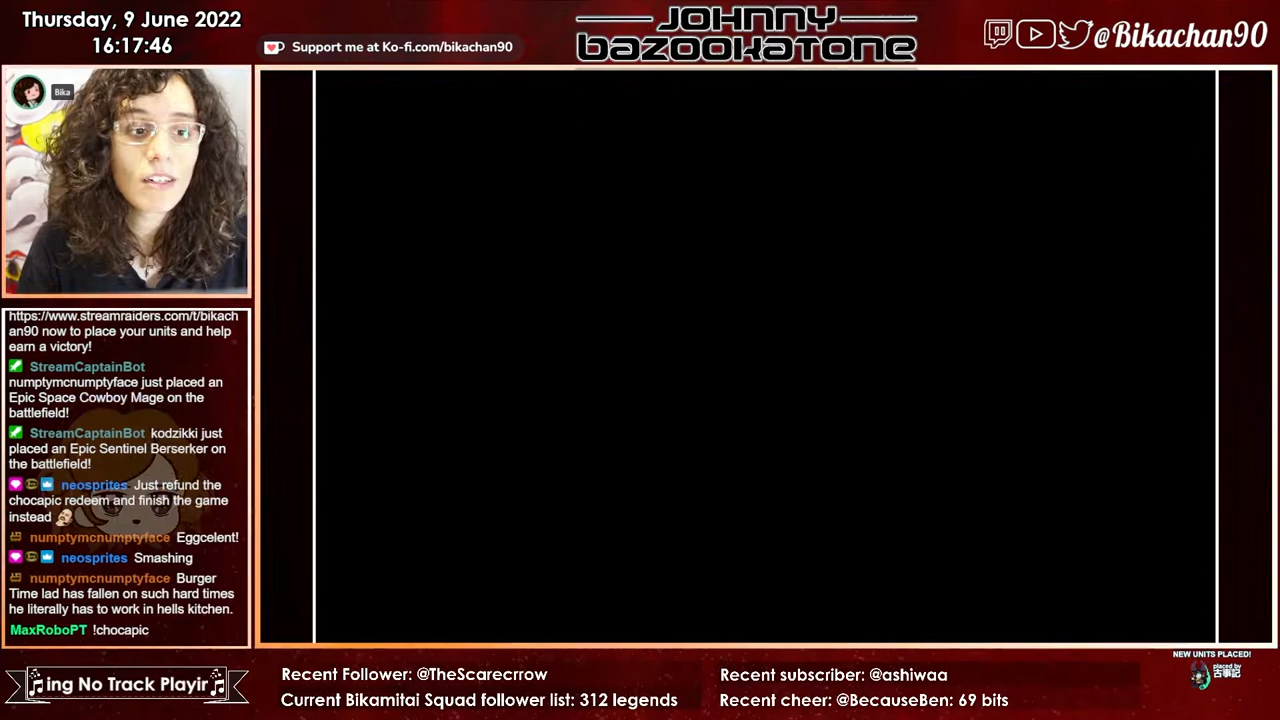 Thursday, 9 June 2022
16:17:46
Support me at Ko-fi.com/bikachan90
JOHNNY
BAZOOKATONE
@Bikachan90
Bika
https://www.streamraiders.com/t/bikach
an90 now to place your units and help
earn a victory!
StreamCaptainBot
numptymcnumptyface just placed an
Epic Space Cowboy Mage on the
battlefield!
StreamCaptainBot kodzikki just
placed an Epic Sentinel Berserker on
the battlefield!
neosprites Just refund the
chocapic redeem and finish the game
instead
numptymcnumptyface Eggcelent!
neosprites Smashing
numptymcnumptyface Burger
Time lad has fallen on such hard times
he literally has to work in hells kitchen.
MaxRoboPT !chocapic
ing No Track Playir
Recent Follower: @TheScarecrrow
Current Bikamitai Squad follower list: 312 legends
Recent subscriber: @ashiwaa
Recent cheer: @BecauseBen: 69 bits
NEW UNITS PLACED!
placed by
古事記